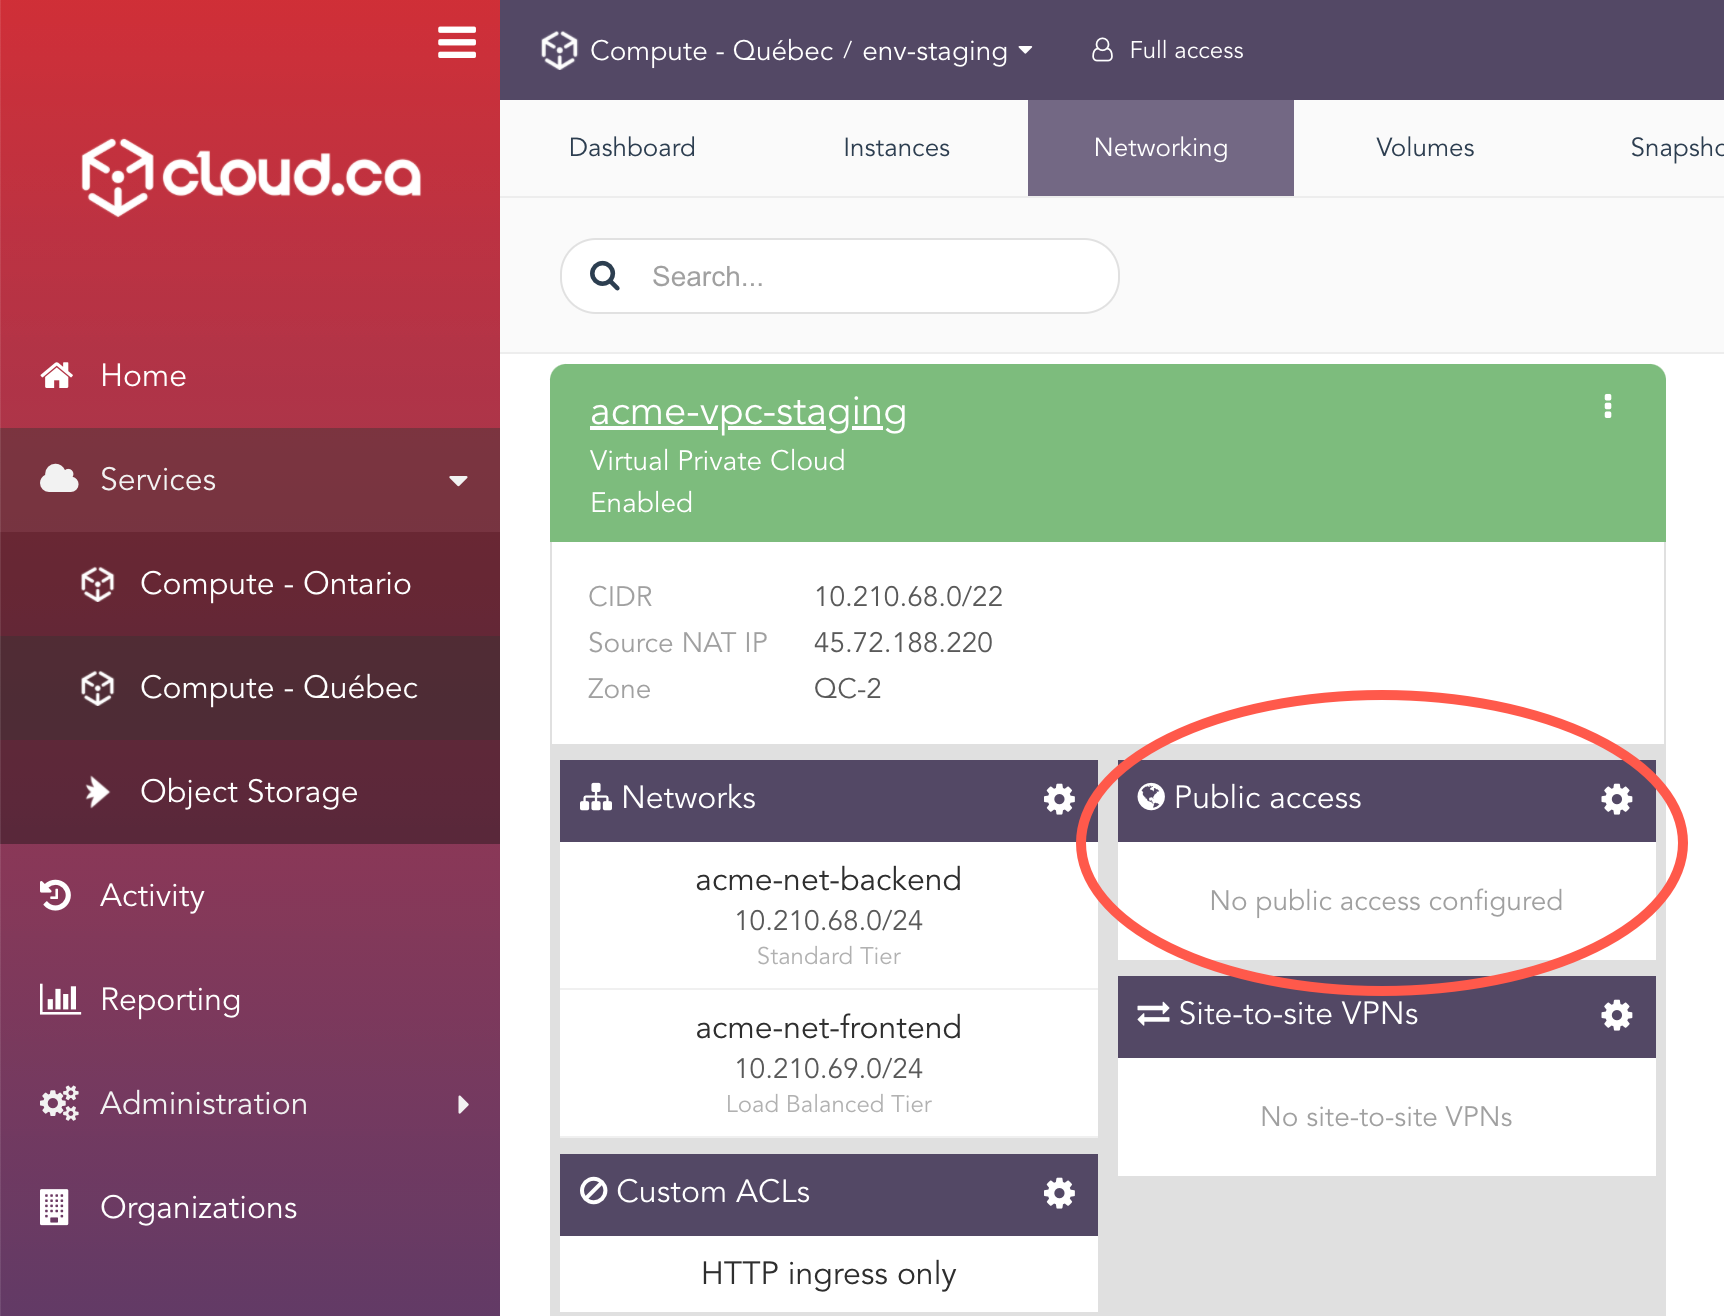 cloud.ca
Home
Services
Compute - Ontario
Compute - Québec
Object Storage
Activity
Reporting
Administration
Organizations
Compute - Québec / env-staging
Full access
Dashboard
Instances
Networking
Volumes
Snapsho
Search...
acme-vpc-staging
Virtual Private Cloud
Enabled
CIDR 10.210.68.0/22
Source NAT IP 45.72.188.220
Zone QC-2
Networks
acme-net-backend
10.210.68.0/24
Standard Tier
acme-net-frontend
10.210.69.0/24
Load Balanced Tier
Custom ACLs
HTTP ingress only
Public access
No public access configured
Site-to-site VPNs
No site-to-site VPNs